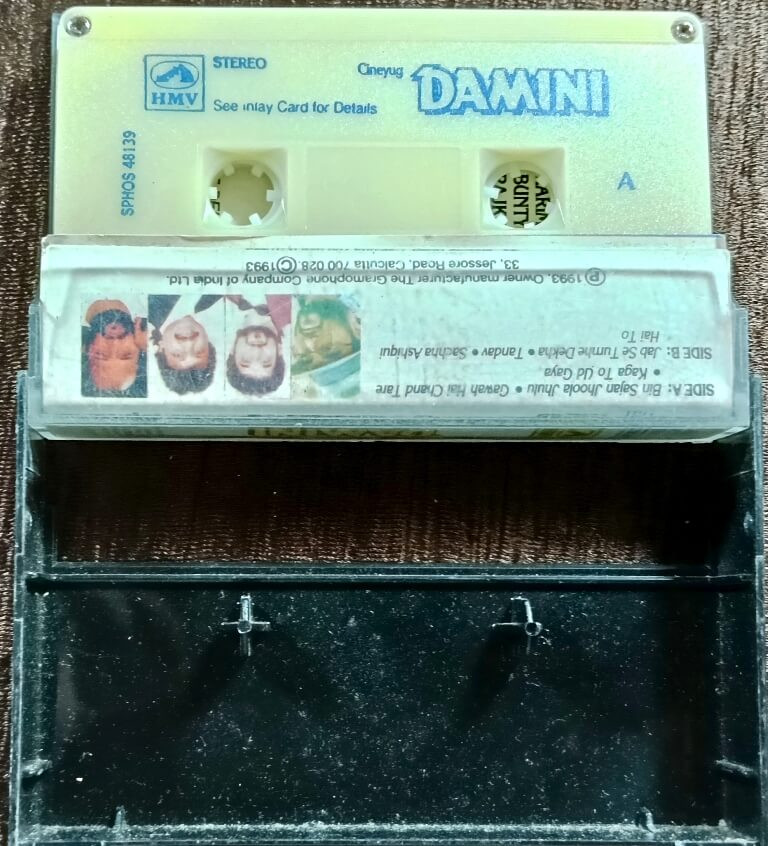 STEREO
HMV
See inlay Card for Details
Cineyug
DAMINI
SPHOS 48139
A
SIDE A: Bin Sajan Jhoola Jhulu • Gawah Hai Chand Tare
• Kaga To Ud Gaya
SIDE B: Jab Se Tumhe Dekha • Tandav • Sachha Ashiqui
Hai To
Ⓟ1993. Owner manufacturer The Gramophone Company of India Ltd.
33, Jessore Road, Calcutta 700 028 Ⓒ1993